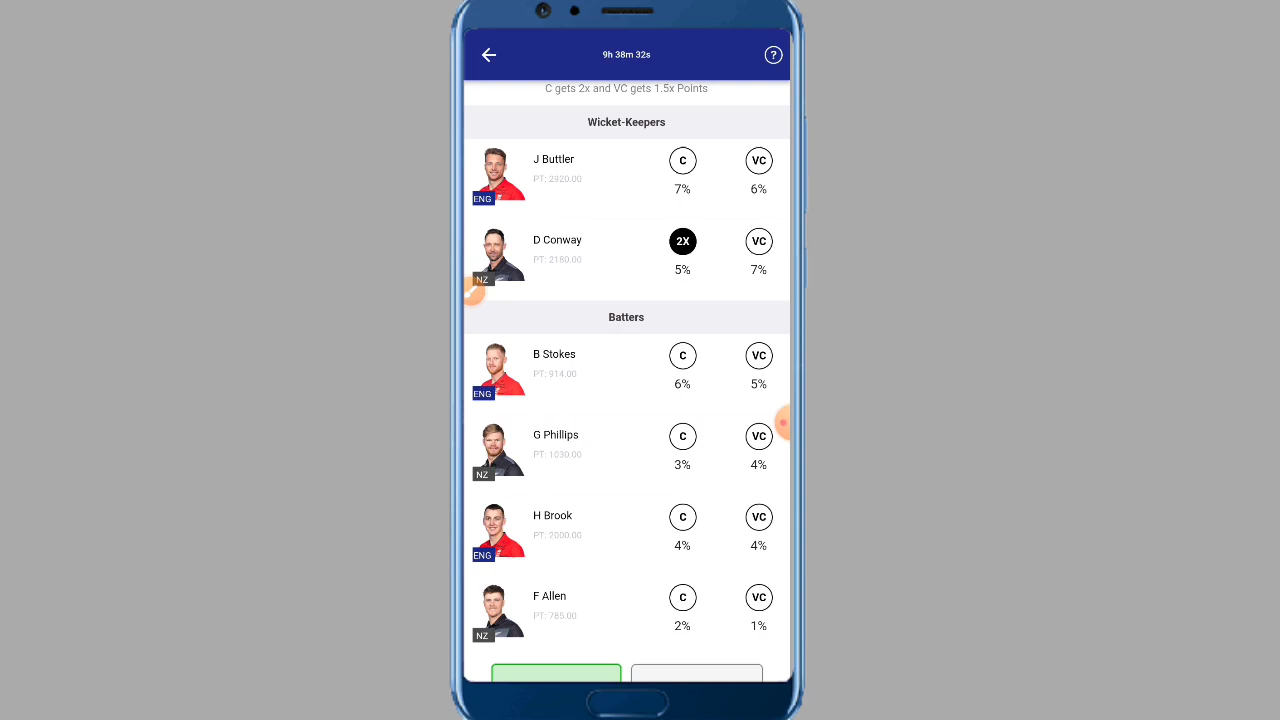 9h 38m 32s
?
C gets 2x and VC gets 1.5x Points
Wicket-Keepers
J Buttler
PT: 2920.00
ENG
C
7%
VC
6%
D Conway
PT: 2180.00
NZ
2X
5%
VC
7%
Batters
B Stokes
PT: 914.00
ENG
C
6%
VC
5%
G Phillips
PT: 1030.00
NZ
C
3%
VC
4%
H Brook
PT: 2000.00
ENG
C
4%
VC
4%
F Allen
PT: 785.00
NZ
C
2%
VC
1%